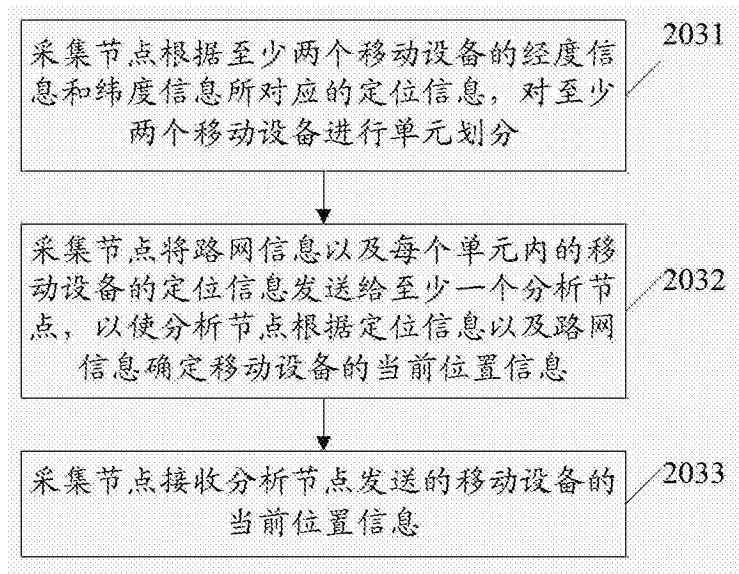 采集节点根据至少两个移动设备的经度信
息和纬度信息所对应的定位信息，对至少
两个移动设备进行单元划分
2031
采集节点将路网信息以及每个单元内的移
动设备的定位信息发送给至少一个分析节
点，以使分析节点根据定位信息以及路网
信息确定移动设备的当前位置信息
2032
采集节点接收分析节点发送的移动设备的
当前位置信息
2033